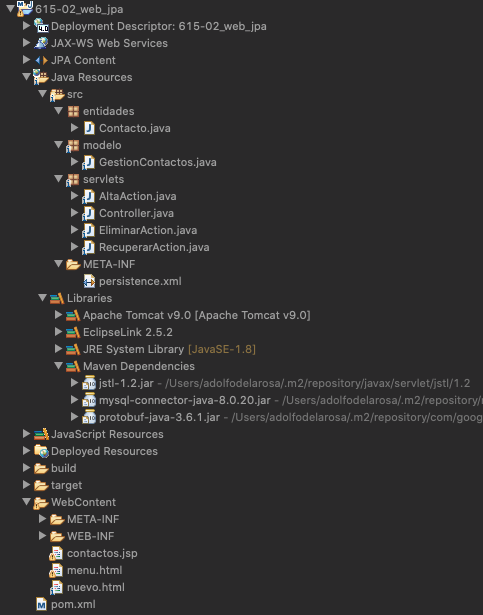 615-02_web_jpa
Deployment Descriptor: 615-02_web_jpa
JAX-WS Web Services
JPA Content
Java Resources
src
entidades
Contacto.java
modelo
GestionContactos.java
servlets
AltaAction.java
Controller.java
EliminarAction.java
RecuperarAction.java
META-INF
persistence.xml
Libraries
Apache Tomcat v9.0 [Apache Tomcat v9.0]
EclipseLink 2.5.2
JRE System Library [JavaSE-1.8]
Maven Dependencies
jstl-1.2.jar - /Users/adolfodelarosa/.m2/repository/javax/servlet/jstl/1.2
mysql-connector-java-8.0.20.jar - /Users/adolfodelarosa/.m2/repository/
protobuf-java-3.6.1.jar - /Users/adolfodelarosa/.m2/repository/com/goog
JavaScript Resources
Deployed Resources
build
target
WebContent
META-INF
WEB-INF
contactos.jsp
menu.html
nuevo.html
pom.xml